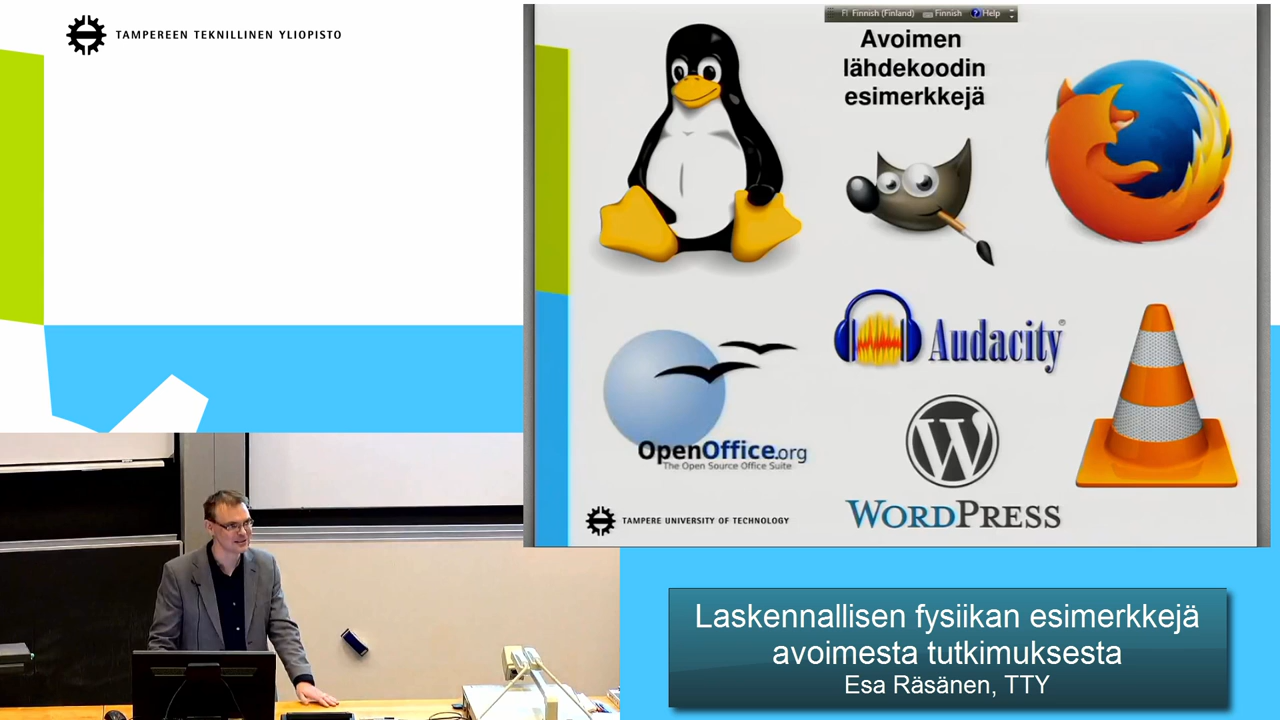 TAMPEREEN TEKNILLINEN YLIOPISTO
FI Finnish (Finland) Finnish Help
Avoimen
lähdekoodin
esimerkkejä
Audacity®
OpenOffice.org
The Open Source Office Suite
W
WORDPRESS
TAMPERE UNIVERSITY OF TECHNOLOGY
Laskennallisen fysiikan esimerkkejä
avoimesta tutkimuksesta
Esa Räsänen, TTY